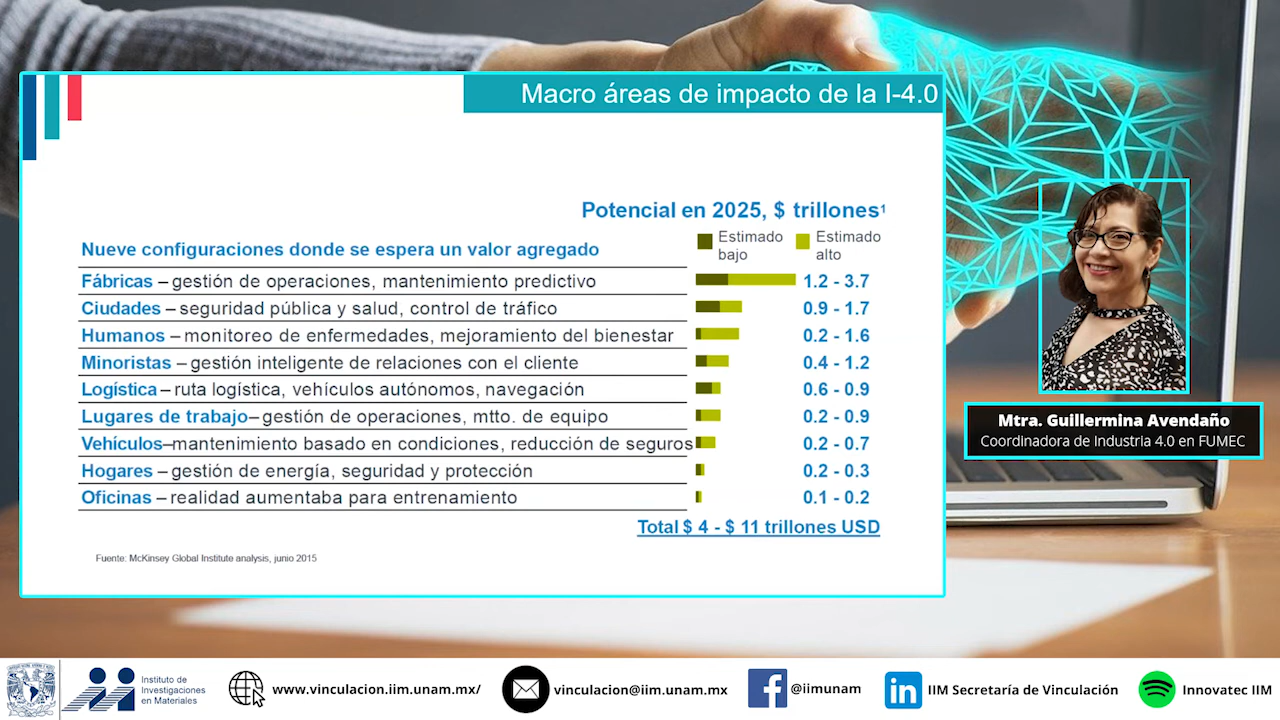 Macro áreas de impacto de la I-4.0
Potencial en 2025, $ trillones¹
Estimado bajo
Estimado alto
Nueve configuraciones donde se espera un valor agregado
Fábricas – gestión de operaciones, mantenimiento predictivo 1.2 - 3.7
Ciudades – seguridad pública y salud, control de tráfico 0.9 - 1.7
Humanos – monitoreo de enfermedades, mejoramiento del bienestar 0.2 - 1.6
Minoristas – gestión inteligente de relaciones con el cliente 0.4 - 1.2
Logística – ruta logística, vehículos autónomos, navegación 0.6 - 0.9
Lugares de trabajo– gestión de operaciones, mtto. de equipo 0.2 - 0.9
Vehículos–mantenimiento basado en condiciones, reducción de seguros 0.2 - 0.7
Hogares – gestión de energía, seguridad y protección 0.2 - 0.3
Oficinas – realidad aumentaba para entrenamiento 0.1 - 0.2
Total $ 4 - $ 11 trillones USD
Fuente: McKinsey Global Institute analysis, junio 2015
Mtra. Guillermina Avendaño
Coordinadora de Industria 4.0 en FUMEC
Instituto de
Investigaciones
en Materiales
www.vinculacion.iim.unam.mx/
vinculacion@iim.unam.mx
@iimunam
IIM Secretaría de Vinculación
Innovatec IIM